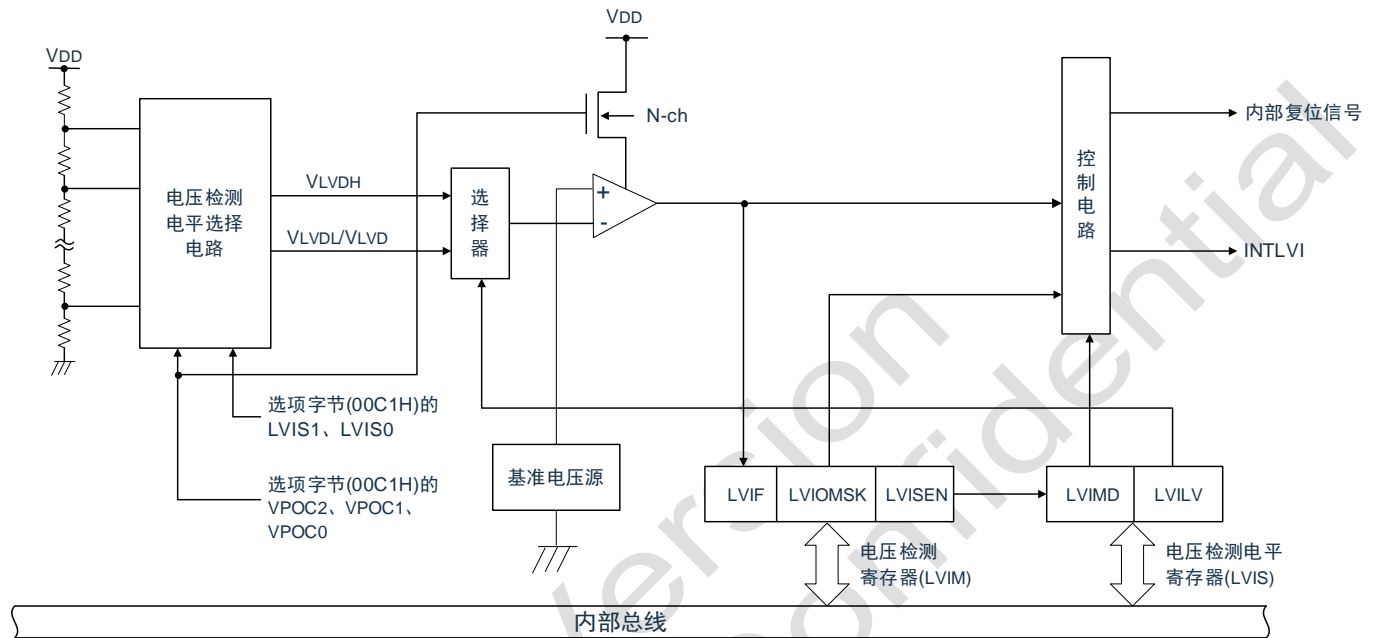 VDD
VDD
N-ch
电压检测
电平选择
电路
VLVDH
VLVDL/VLVD
选
择
器
+
-
控
制
电
路
内部复位信号
INTLVI
选项字节(00C1H)的
LVIS1、LVIS0
选项字节(00C1H)的
VPOC2、VPOC1、
VPOC0
基准电压源
LVIF
LVIOMSK
LVISEN
LVIMD
LVILV
电压检测
寄存器(LVIM)
电压检测电平
寄存器(LVIS)
内部总线
Version
Confidential